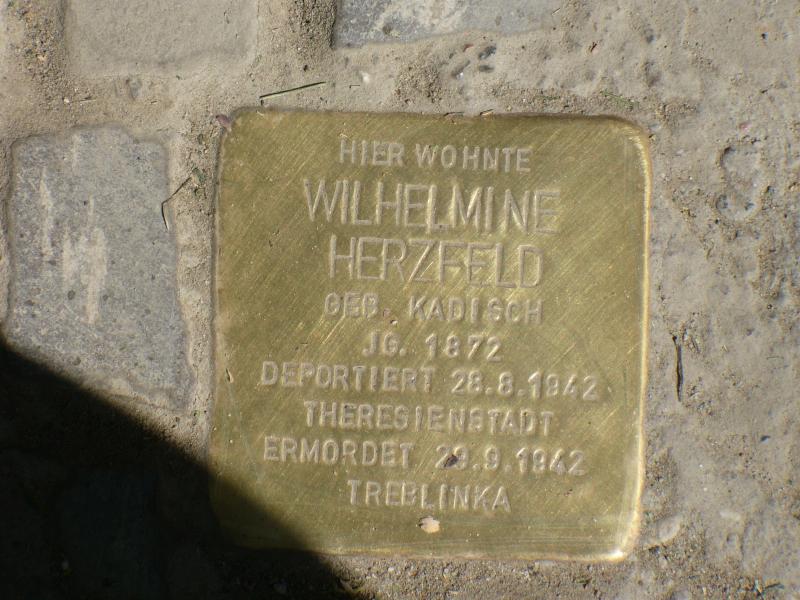 HIER WOHNTE
WILHELMINE
HERZFELD
GEB. KADISCH
JG. 1872
DEPORTIERT 28.8.1942
THERESIENSTADT
ERMORDET 29.9.1942
TREBLINKA